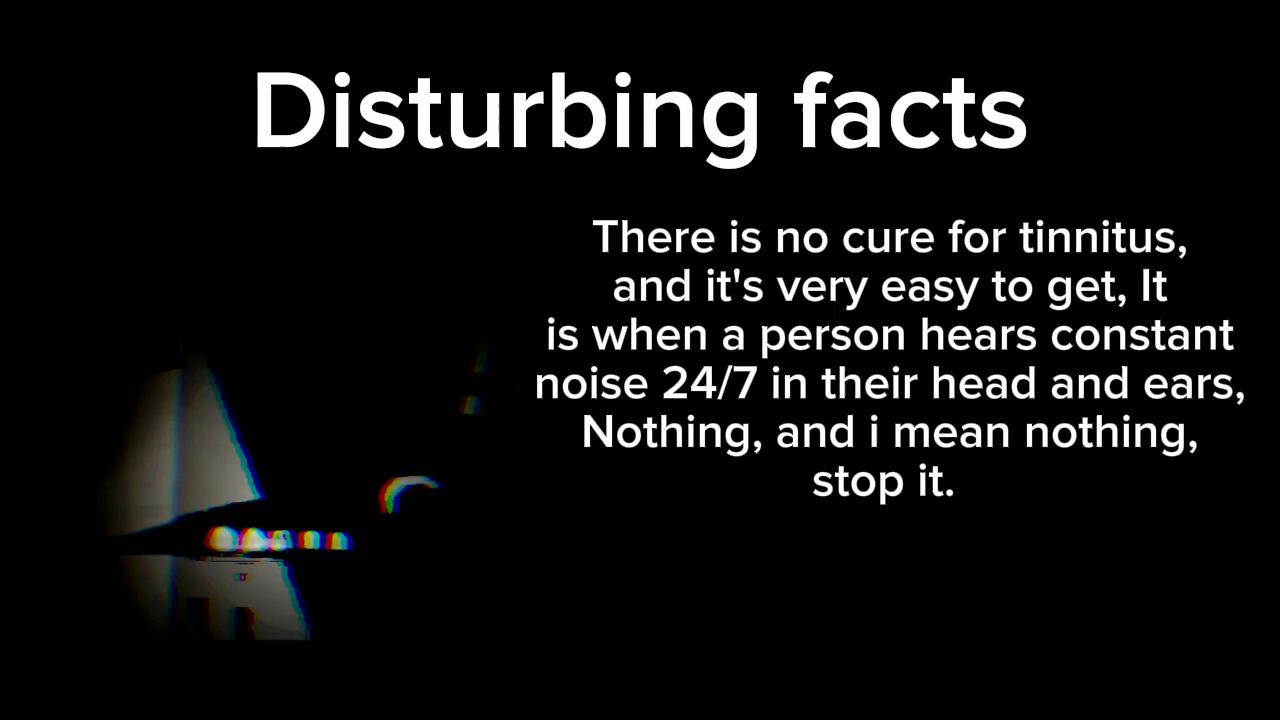 Disturbing facts
There is no cure for tinnitus,
and it's very easy to get, It
is when a person hears constant
noise 24/7 in their head and ears,
Nothing, and i mean nothing,
stop it.